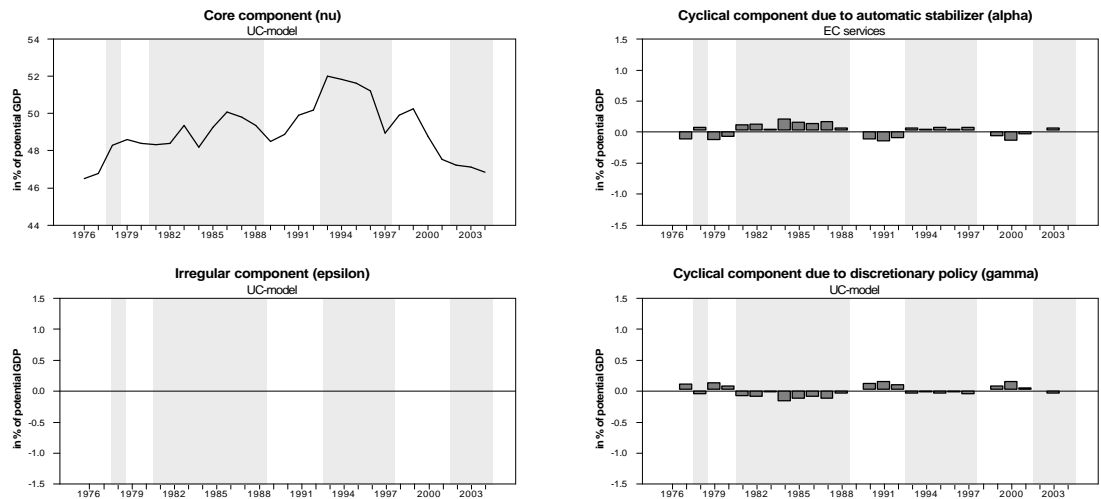 Core component (nu)
UC-model
in % of potential GDP
54
52
50
48
46
44
1976 1979 1982 1985 1988 1991 1994 1997 2000 2003
Cyclical component due to automatic stabilizer (alpha)
EC services
in % of potential GDP
1.5
1.0
0.5
0.0
-0.5
-1.0
-1.5
1976 1979 1982 1985 1988 1991 1994 1997 2000 2003
Irregular component (epsilon)
UC-model
in % of potential GDP
1.5
1.0
0.5
0.0
-0.5
-1.0
-1.5
1976 1979 1982 1985 1988 1991 1994 1997 2000 2003
Cyclical component due to discretionary policy (gamma)
UC-model
in % of potential GDP
1.5
1.0
0.5
0.0
-0.5
-1.0
-1.5
1976 1979 1982 1985 1988 1991 1994 1997 2000 2003